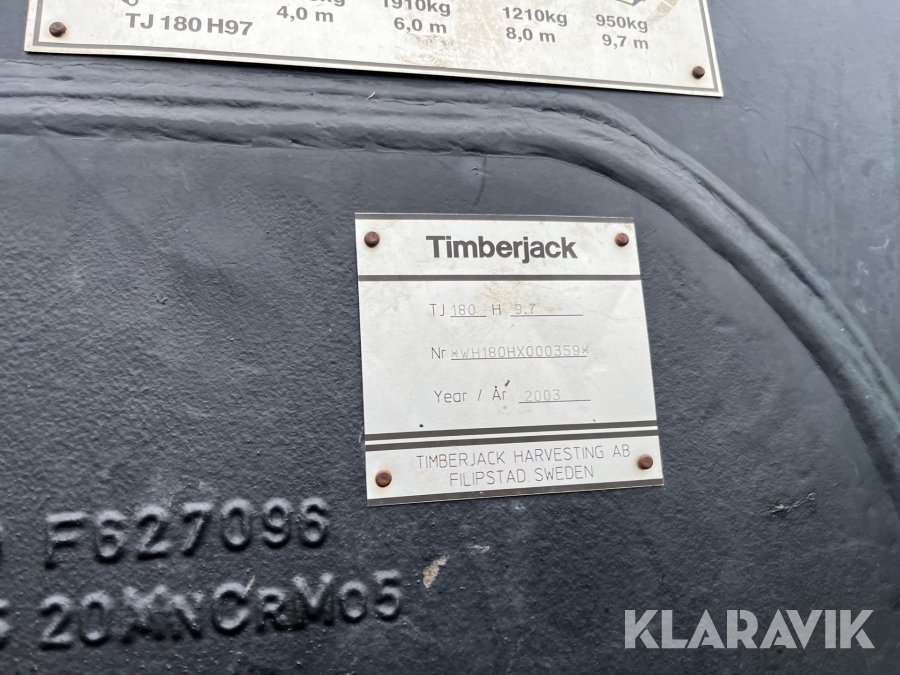 TJ 180 H97
4,0 m
1910kg
6,0 m
1210kg
8,0 m
950kg
9,7 m
Timberjack
TJ 180 H 9.7
Nr *WH180HX000359*
Year / År 2003
TIMBERJACK HARVESTING AB
FILIPSTAD. SWEDEN
F627096
20MNCRMO5
KLARAVIK